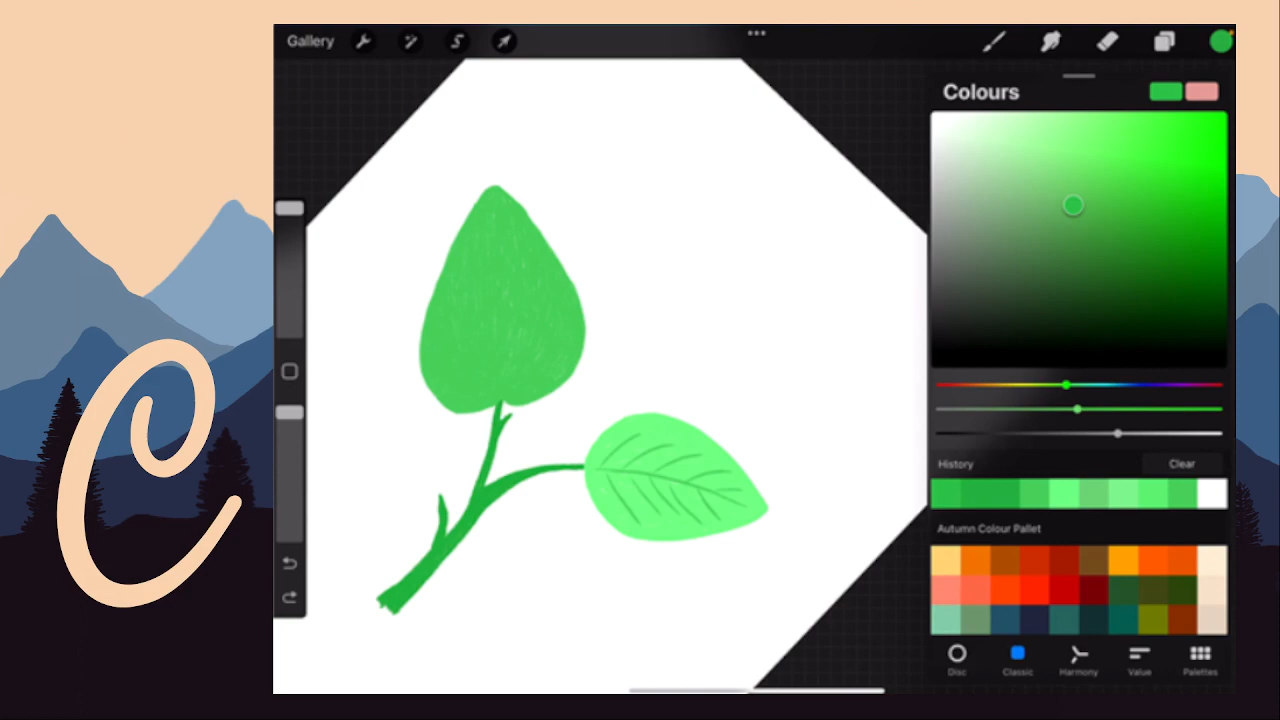 Gallery
Colours
History
Clear
Autumn Colour Pallet
Disc
Classic
Harmony
Value
Palettes
C